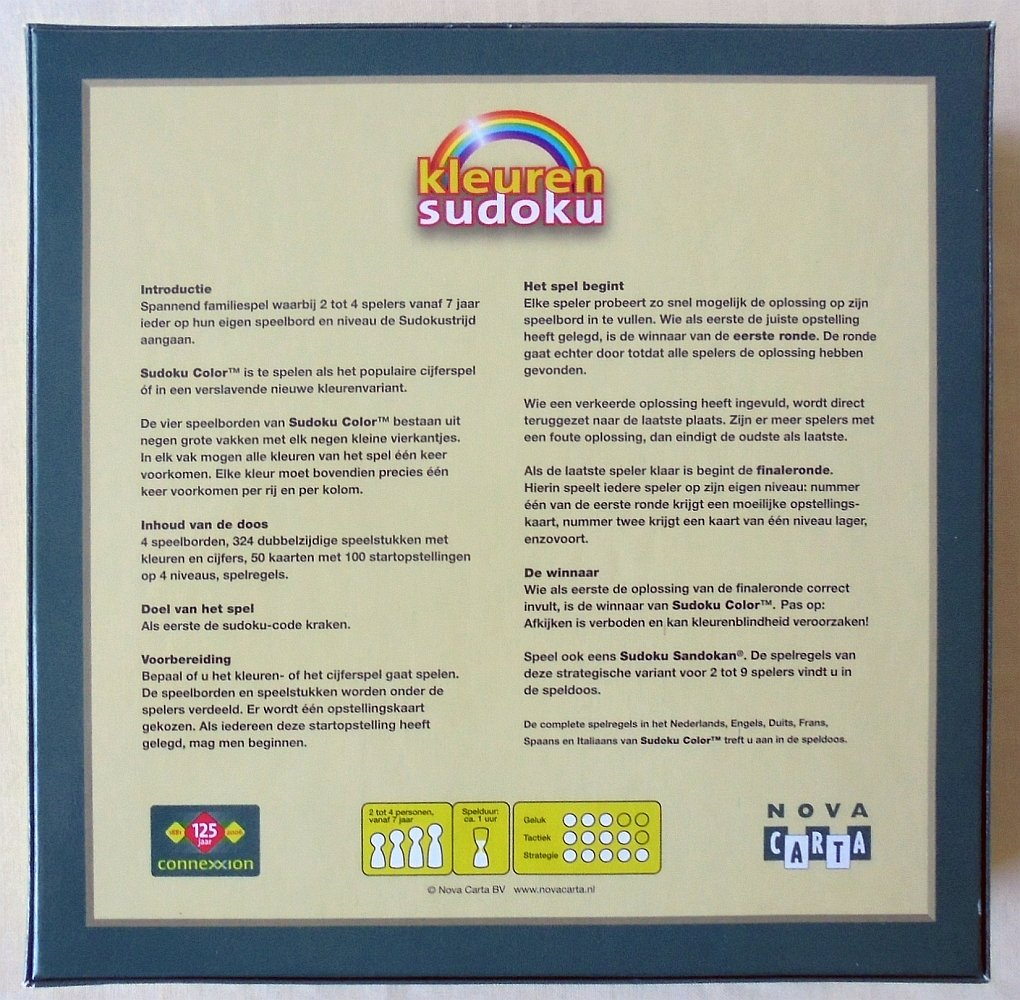 kleuren
sudoku
Introductie
Spannend familiespel waarbij 2 tot 4 spelers vanaf 7 jaar
ieder op hun eigen speelbord en niveau de Sudokustrijd
aangaan.
Sudoku Color™ is te spelen als het populaire cijferspel
óf in een verslavende nieuwe kleurenvariant.
De vier speelborden van Sudoku Color™ bestaan uit
negen grote vakken met elk negen kleine vierkantjes.
In elk vak mogen alle kleuren van het spel één keer
voorkomen. Elke kleur moet bovendien precies één
keer voorkomen per rij en per kolom.
Inhoud van de doos
4 speelborden, 324 dubbelzijdige speelstukken met
kleuren en cijfers, 50 kaarten met 100 startopstellingen
op 4 niveaus, spelregels.
Doel van het spel
Als eerste de sudoku-code kraken.
Voorbereiding
Bepaal of u het kleuren- of het cijferspel gaat spelen.
De speelborden en speelstukken worden onder de
spelers verdeeld. Er wordt één opstellingskaart
gekozen. Als iedereen deze startopstelling heeft
gelegd, mag men beginnen.
Het spel begint
Elke speler probeert zo snel mogelijk de oplossing op zijn
speelbord in te vullen. Wie als eerste de juiste opstelling
heeft gelegd, is de winnaar van de eerste ronde. De ronde
gaat echter door totdat alle spelers de oplossing hebben
gevonden.
Wie een verkeerde oplossing heeft ingevuld, wordt direct
teruggezet naar de laatste plaats. Zijn er meer spelers met
een foute oplossing, dan eindigt de oudste als laatste.
Als de laatste speler klaar is begint de finaleronde.
Hierin speelt iedere speler op zijn eigen niveau: nummer
één van de eerste ronde krijgt een moeilijke opstellings-
kaart, nummer twee krijgt een kaart van één niveau lager,
enzovoort.
De winnaar
Wie als eerste de oplossing van de finaleronde correct
invult, is de winnaar van Sudoku Color™. Pas op:
Afkijken is verboden en kan kleurenblindheid veroorzaken!
Speel ook eens Sudoku Sandokan®. De spelregels van
deze strategische variant voor 2 tot 9 spelers vindt u in
de speldoos.
De complete spelregels in het Nederlands, Engels, Duits, Frans,
Spaans en Italiaans van Sudoku Color™ treft u aan in de speldoos.
1881 125 2006
jaar
connexxion
2 tot 4 personen,
vanaf 7 jaar
Speelduur:
ca. 1 uur
Geluk
Tactiek
Strategie
NOVA
CARTA
© Nova Carta BV www.novacarta.nl